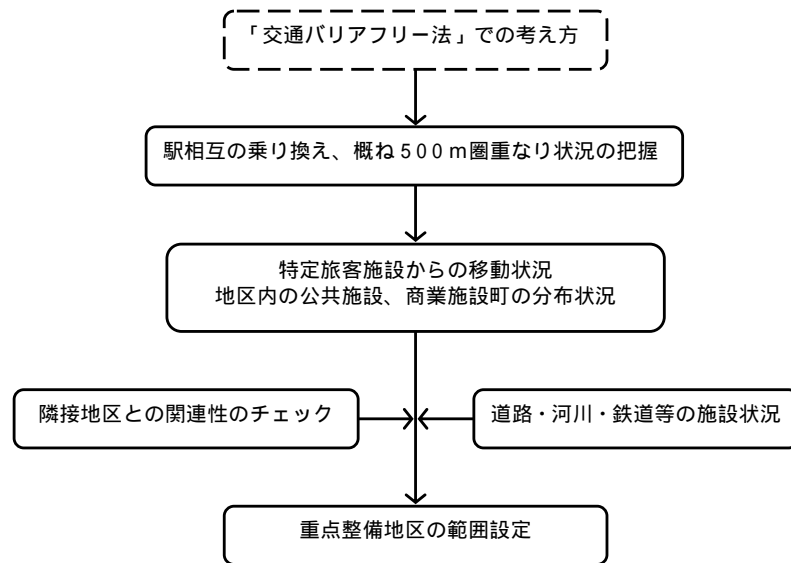 「交通バリアフリー法」での考え方
駅相互の乗り換え、概ね500m圏重なり状況の把握
特定旅客施設からの移動状況
地区内の公共施設、商業施設町の分布状況
隣接地区との関連性のチェック
道路・河川・鉄道等の施設状況
重点整備地区の範囲設定